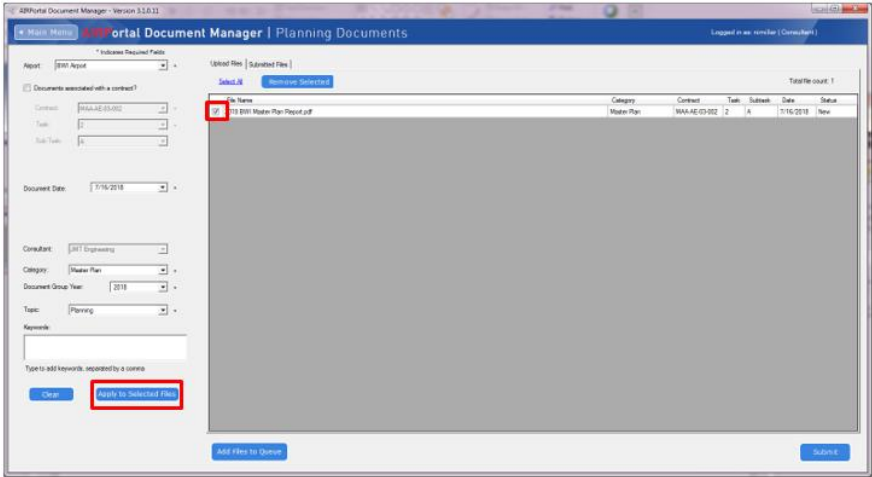 AIRPortal Document Manager - Version 3.1.0.11
Main Menu
AIRPortal Document Manager | Planning Documents
Logged in as: nimiller (Consultant)
* Indicates Required Fields
Airport: BWI Airport *
Documents associated with a contract?
Contract: MAA-AE-03-002 *
Task: 2 *
Sub Task: 4
Document Date: 7/16/2018 *
Consultant: JMT Engineering
Category: Master Plan *
Document Group Year: 2018 *
Topic: Planning *
Keywords:
Type to add keywords, separated by a comma
Clear
Apply to Selected Files
Upload Files Submitted Files
Select All
Remove Selected
Total file count: 1
File Name Category Contract Task Subtask Date Status
2018 BWI Master Plan Report.pdf Master Plan MAA-AE-03-002 2 4 7/16/2018 New
Add Files to Queue
Submit